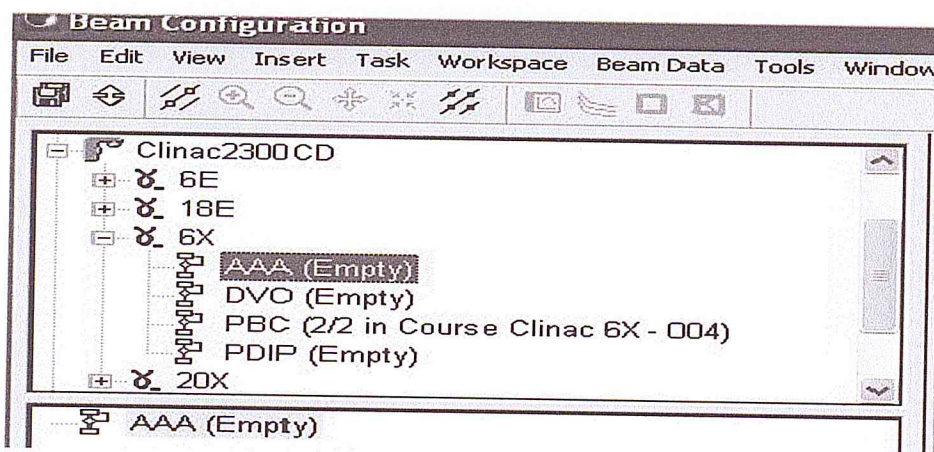 Beam Configuration
File Edit View Insert Task Workspace Beam Data Tools Window
Clinac2300CD
6E
18E
6X
AAA (Empty)
DVO (Empty)
PBC (2/2 in Course Clinac 6X - 004)
PDIP (Empty)
20X
AAA (Empty)